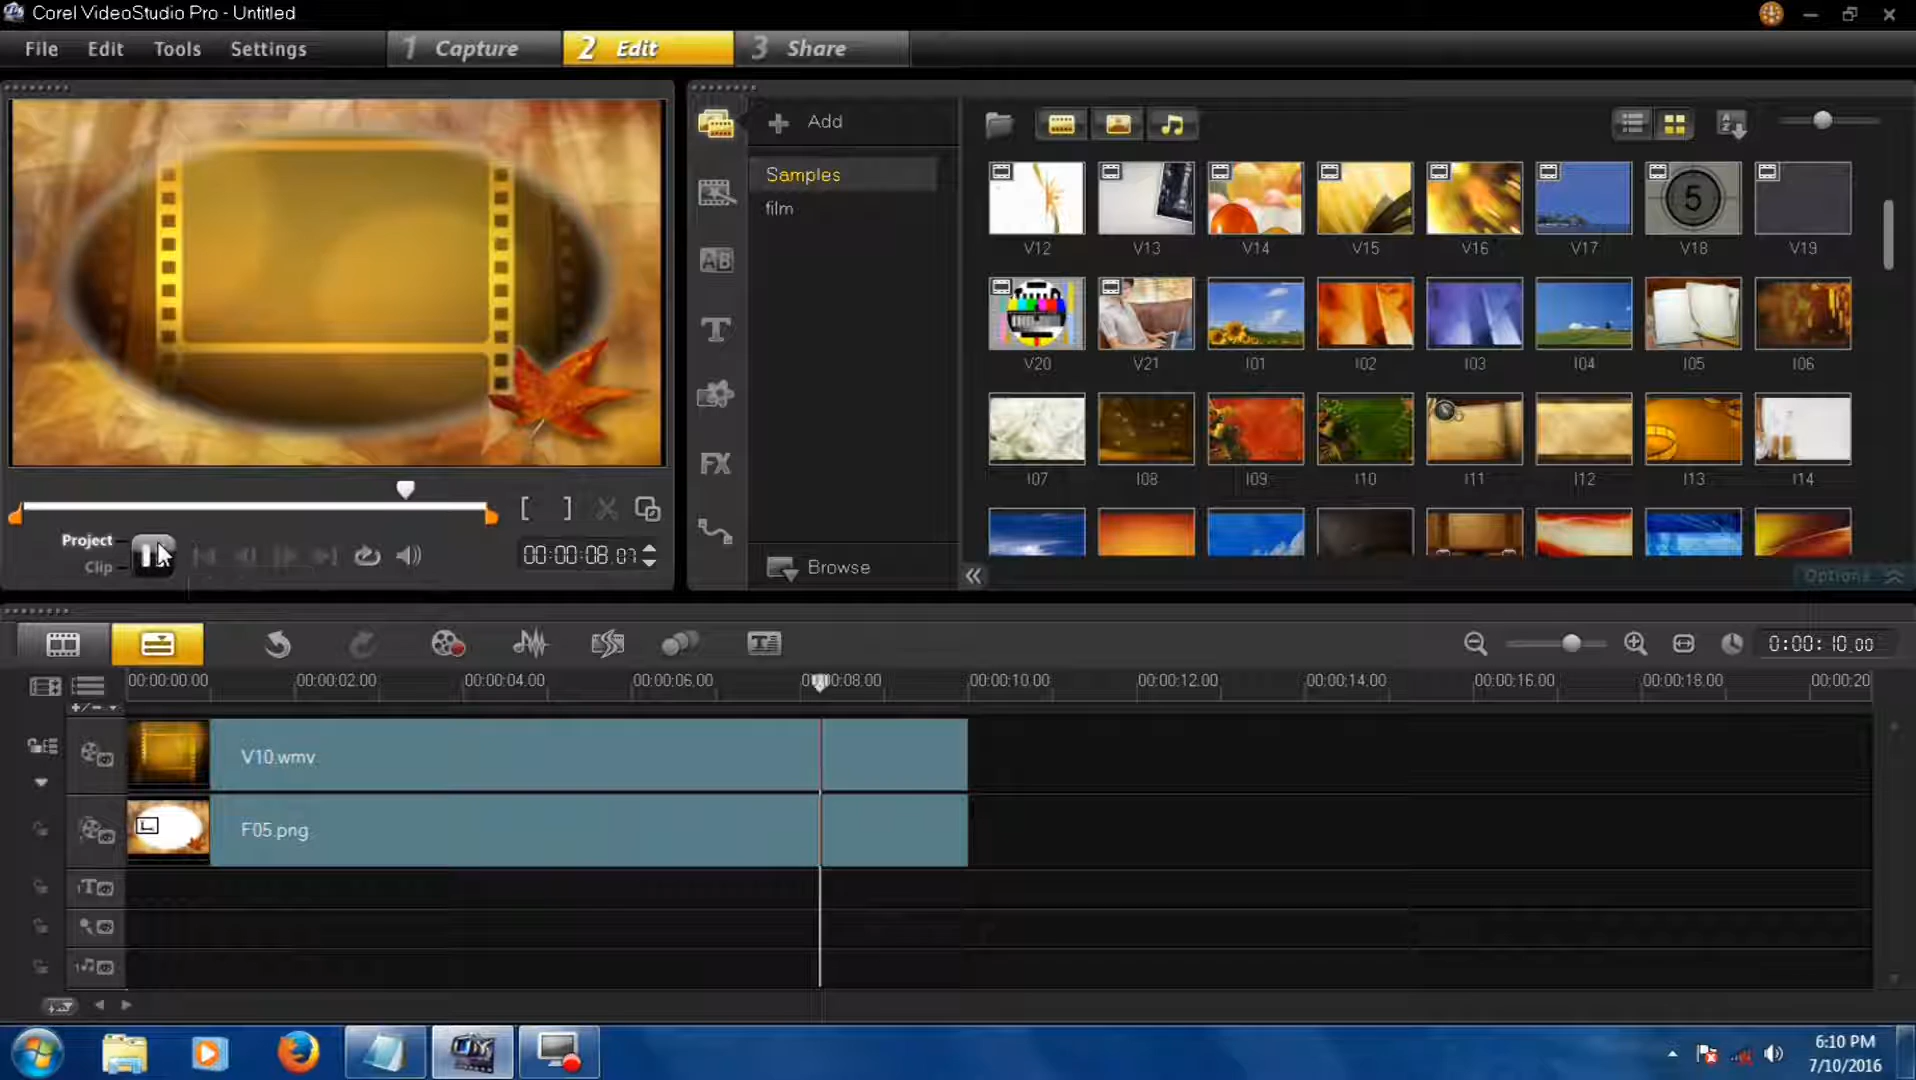 Corel VideoStudio Pro - Untitled
File Edit Tools Settings
1 Capture 2 Edit 3 Share
Add
Samples
film
Browse
V12 V13 V14 V15 V16 V17 V18 V19
5
V20 V21 I01 I02 I03 I04 I05 I06
I07 I08 I09 I10 I11 I12 I13 I14
Options
Project
Clip
00:00:08.07
0:00:10.00
00:00:00.00 00:00:02.00 00:00:04.00 00:00:06.00 00:00:08.00 00:00:10.00 00:00:12.00 00:00:14.00 00:00:16.00 00:00:18.00 00:00:20
V10.wmv
F05.png
AB
T
FX
6:10 PM
7/10/2016